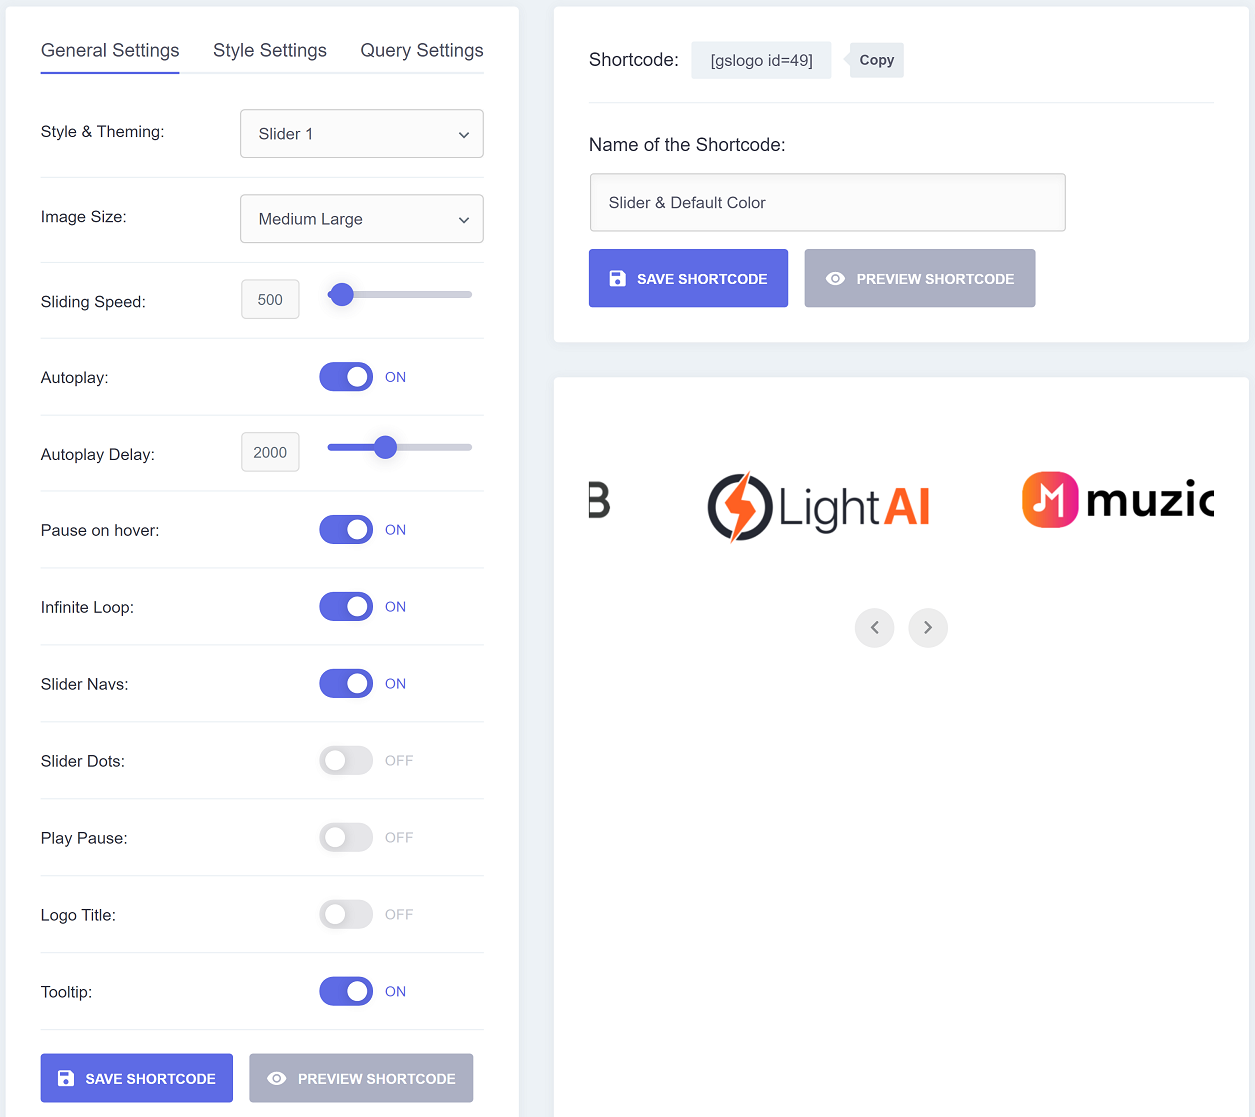 General Settings Style Settings Query Settings
Style & Theming: Slider 1
Image Size: Medium Large
Sliding Speed: 500
Autoplay: ON
Autoplay Delay: 2000
Pause on hover: ON
Infinite Loop: ON
Slider Navs: ON
Slider Dots: OFF
Play Pause: OFF
Logo Title: OFF
Tooltip: ON
SAVE SHORTCODE PREVIEW SHORTCODE
Shortcode: [gslogo id=49] Copy
Name of the Shortcode:
Slider & Default Color
SAVE SHORTCODE PREVIEW SHORTCODE
B LightAI M muzic